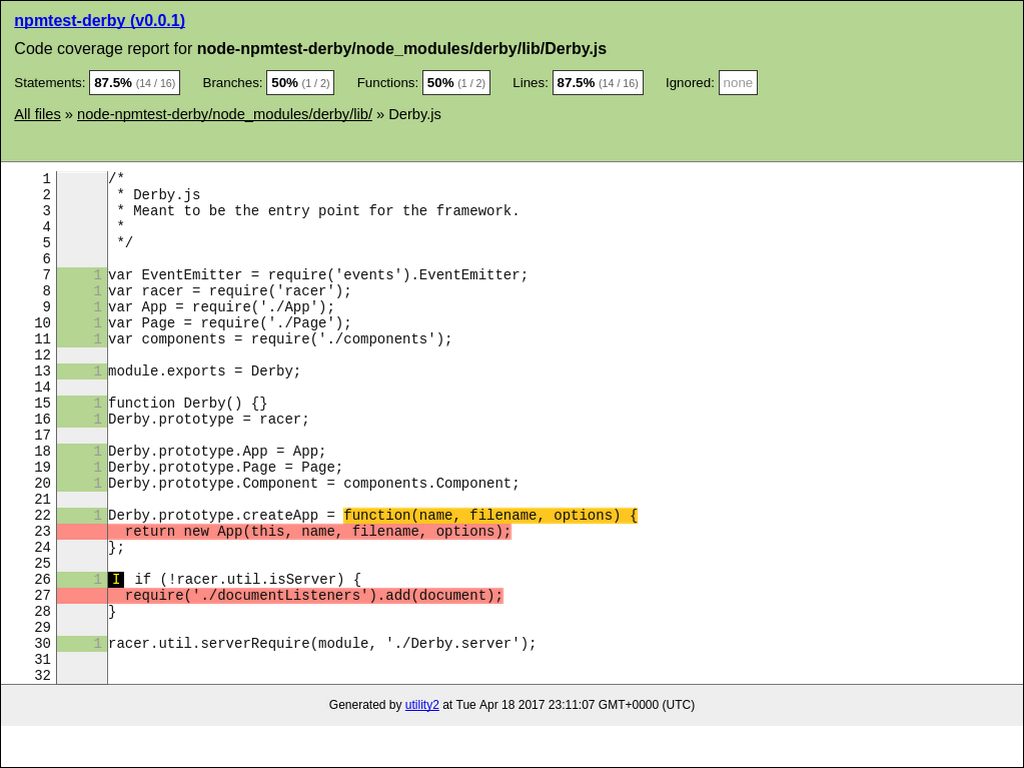 npmtest-derby (v0.0.1)
Code coverage report for node-npmtest-derby/node_modules/derby/lib/Derby.js
Statements: 87.5% (14 / 16) Branches: 50% (1 / 2) Functions: 50% (1 / 2) Lines: 87.5% (14 / 16) Ignored: none
All files » node-npmtest-derby/node_modules/derby/lib/ » Derby.js
1 /*
2  * Derby.js
3  * Meant to be the entry point for the framework.
4  *
5  */
6
7 1 var EventEmitter = require('events').EventEmitter;
8 1 var racer = require('racer');
9 1 var App = require('./App');
10 1 var Page = require('./Page');
11 1 var components = require('./components');
12
13 1 module.exports = Derby;
14
15 1 function Derby() {}
16 1 Derby.prototype = racer;
17
18 1 Derby.prototype.App = App;
19 1 Derby.prototype.Page = Page;
20 1 Derby.prototype.Component = components.Component;
21
22 1 Derby.prototype.createApp = function(name, filename, options) {
23   return new App(this, name, filename, options);
24 };
25
26 1 I if (!racer.util.isServer) {
27   require('./documentListeners').add(document);
28 }
29
30 1 racer.util.serverRequire(module, './Derby.server');
31
32
Generated by utility2 at Tue Apr 18 2017 23:11:07 GMT+0000 (UTC)